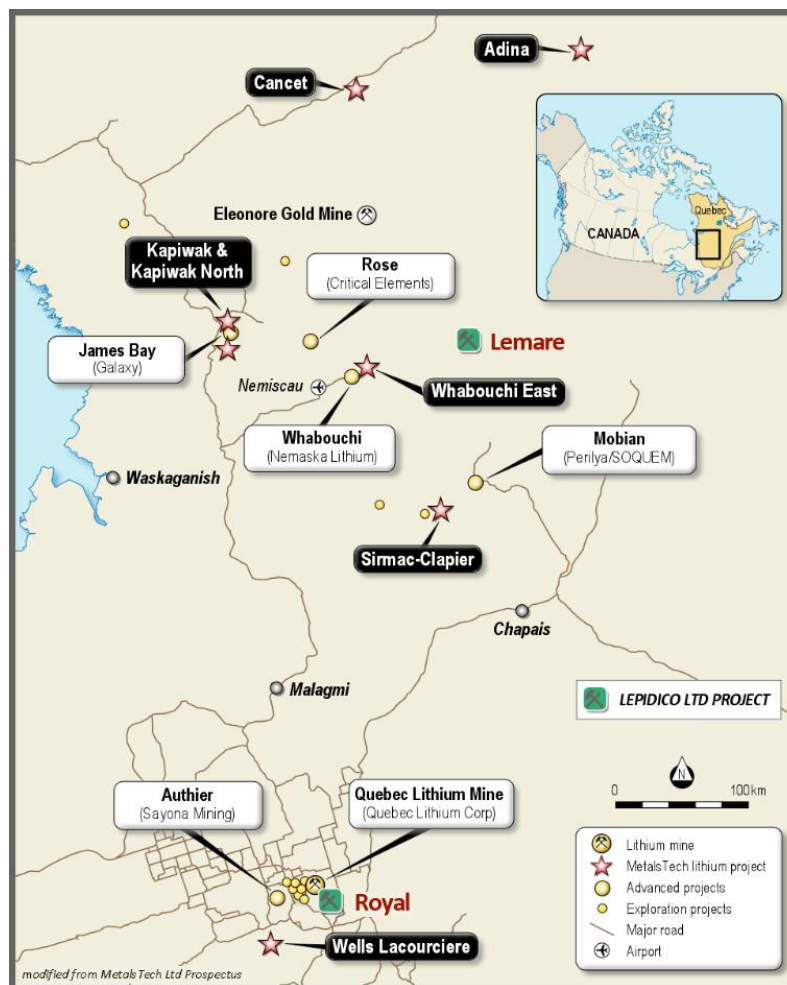 Adina
Cancet
Quebec
CANADA
Eleonore Gold Mine
Kapiwak &
Kapiwak North
Rose
(Critical Elements)
Lemare
James Bay
(Galaxy)
Nemiscau
Whabouchi East
Whabouchi
(Nemaska Lithium)
Mobian
(Perilya/SOQUEM)
Waskaganish
Sirmac-Clapier
Chapais
Malagmi
LEPIDICO LTD PROJECT
N
0 100km
Authier
(Sayona Mining)
Quebec Lithium Mine
(Quebec Lithium Corp)
Lithium mine
MetalsTech lithium project
Advanced projects
Exploration projects
Major road
Airport
Royal
Wells Lacourciere
modified from MetalsTech Ltd Prospectus